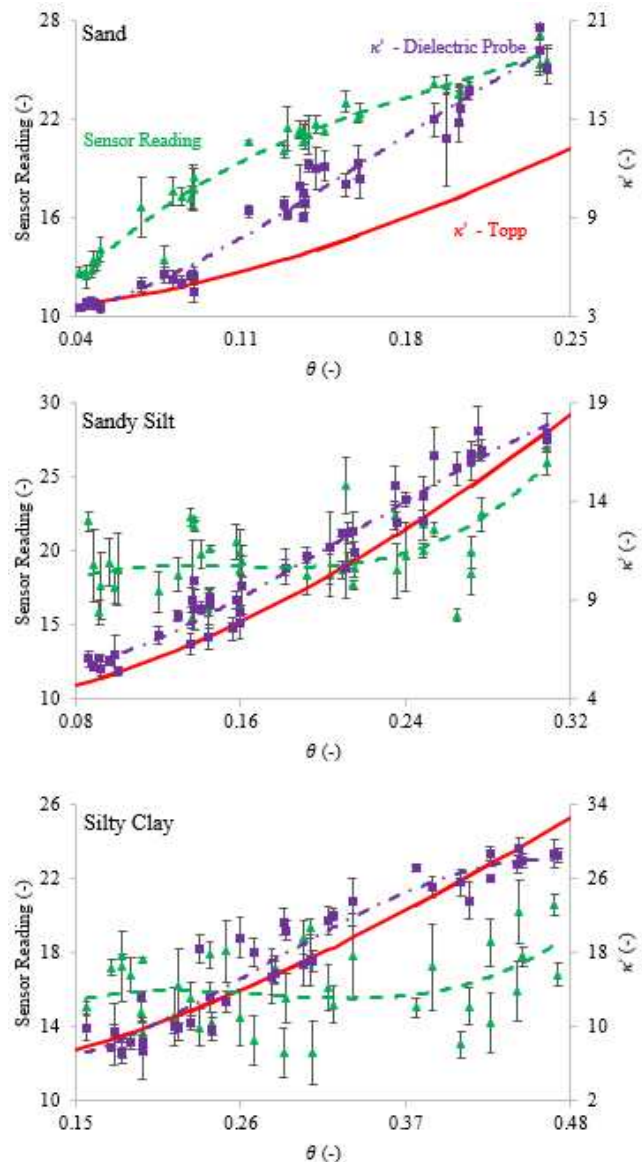 Sand
28
22
16
10
Sensor Reading (-)
21
15
9
3
κ' (-)
κ' - Dielectric Probe
Sensor Reading
κ' - Topp
0.04
0.11
0.18
0.25
θ (-)
Sandy Silt
30
25
20
15
10
Sensor Reading (-)
19
14
9
4
κ' (-)
0.08
0.16
0.24
0.32
θ (-)
Silty Clay
26
22
18
14
10
Sensor Reading (-)
34
26
18
10
2
κ' (-)
0.15
0.26
0.37
0.48
θ (-)